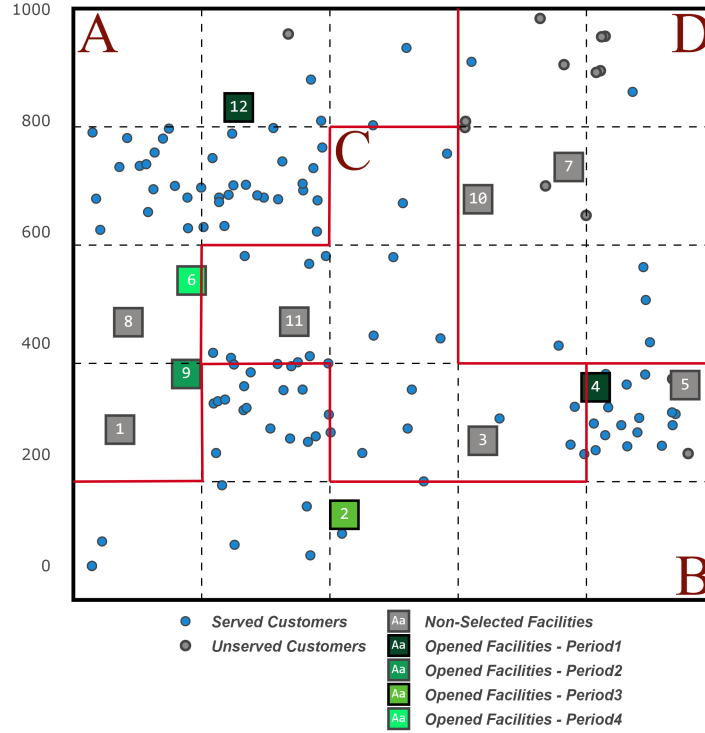 1000
A
D
12
800
C
7
10
600
6
8
11
400
9
4
5
1
3
200
2
0
B
Served Customers
Unserved Customers
Aa Non-Selected Facilities
Aa Opened Facilities - Period1
Aa Opened Facilities - Period2
Aa Opened Facilities - Period3
Aa Opened Facilities - Period4